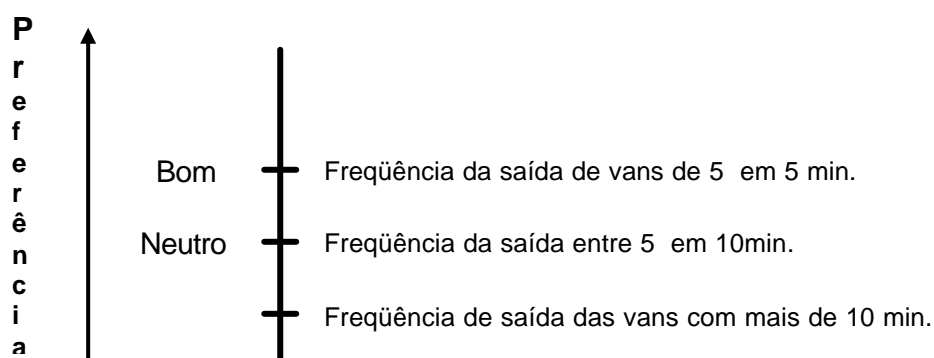 Preferência
Bom
Freqüência da saída de vans de 5 em 5 min.
Neutro
Freqüência da saída entre 5 em 10min.
Freqüência de saída das vans com mais de 10 min.